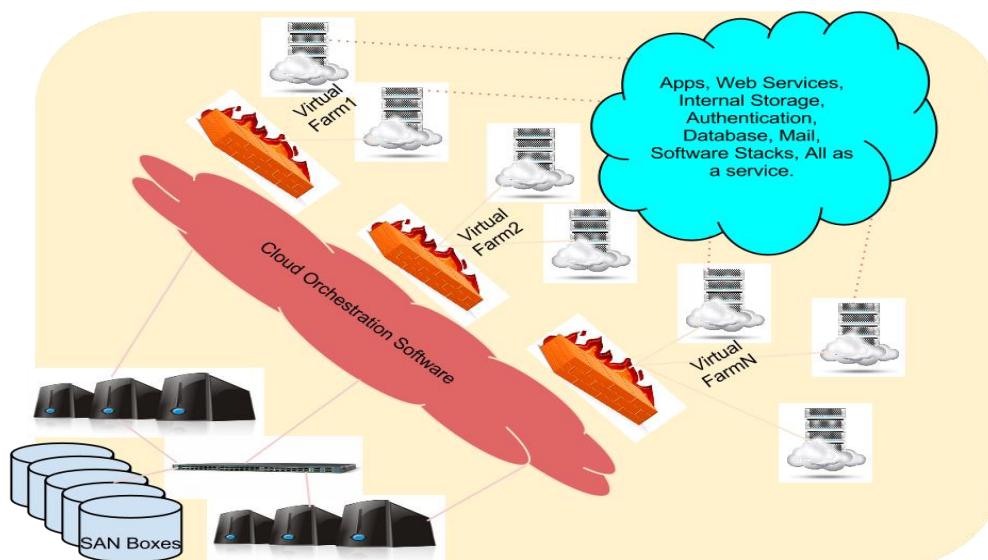 Virtual
Farm1
Apps, Web Services,
Internal Storage,
Authentication,
Database, Mail,
Software Stacks, All as
a service.
Virtual
Farm2
Cloud Orchestration Software
Virtual
FarmN
SAN Boxes